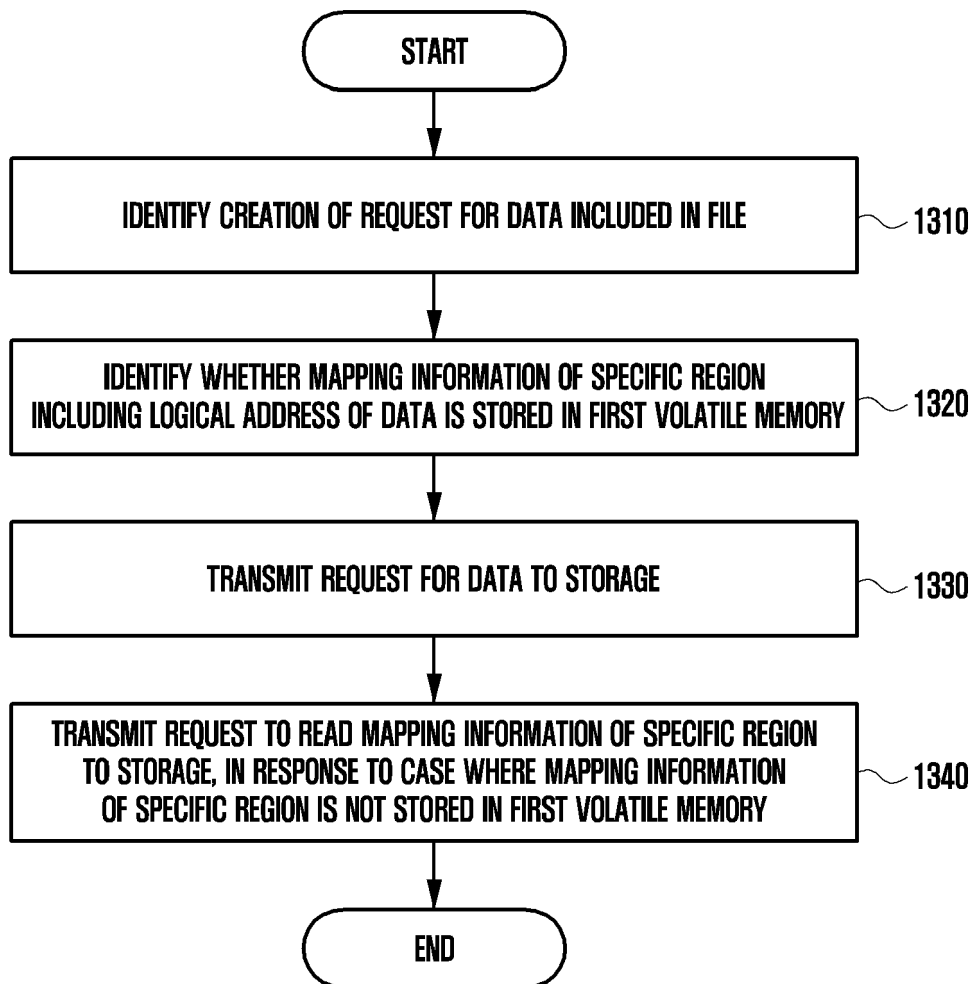 START
IDENTIFY CREATION OF REQUEST FOR DATA INCLUDED IN FILE
1310
IDENTIFY WHETHER MAPPING INFORMATION OF SPECIFIC REGION
INCLUDING LOGICAL ADDRESS OF DATA IS STORED IN FIRST VOLATILE MEMORY
1320
TRANSMIT REQUEST FOR DATA TO STORAGE
1330
TRANSMIT REQUEST TO READ MAPPING INFORMATION OF SPECIFIC REGION
TO STORAGE, IN RESPONSE TO CASE WHERE MAPPING INFORMATION
OF SPECIFIC REGION IS NOT STORED IN FIRST VOLATILE MEMORY
1340
END